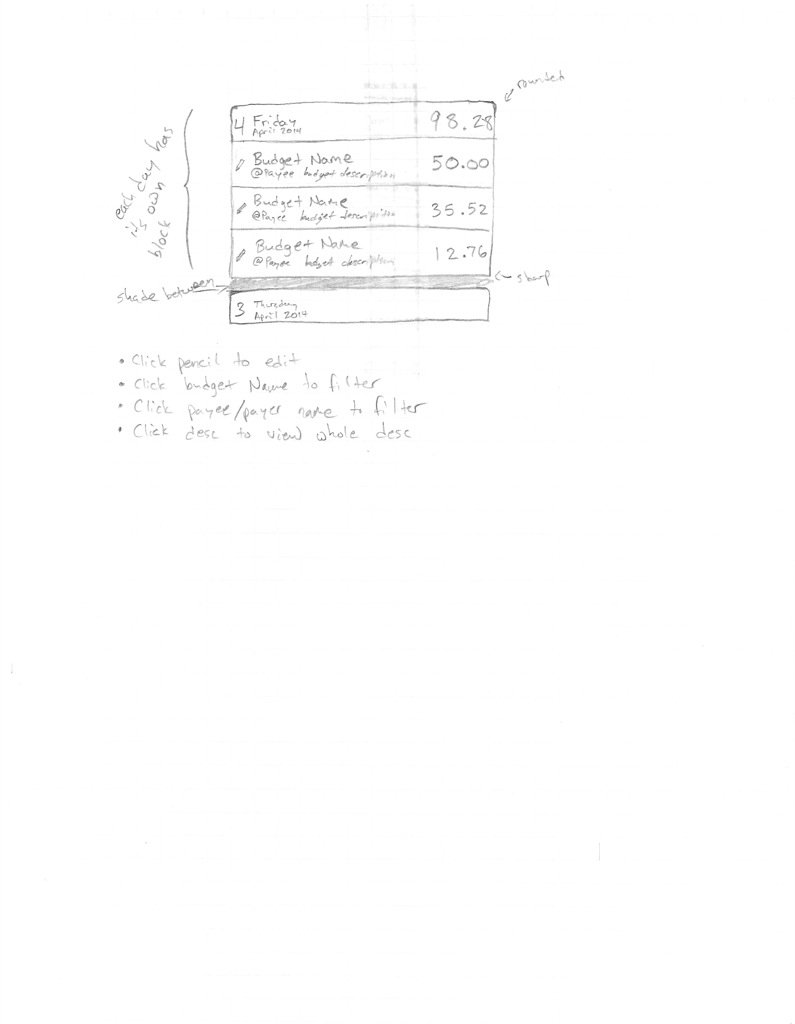 rounted
4 Friday 98.28
April 2014
Budget Name 50.00
@Payee budget description
Budget Name 35.52
@Payee budget description
Budget Name 12.76
@Payee budget description
each day has
its own
block
sharp
shade between
3 Thursday
April 2014
• Click pencil to edit
• Click budget Name to filter
• Click payee/payer name to filter
• Click desc to view whole desc